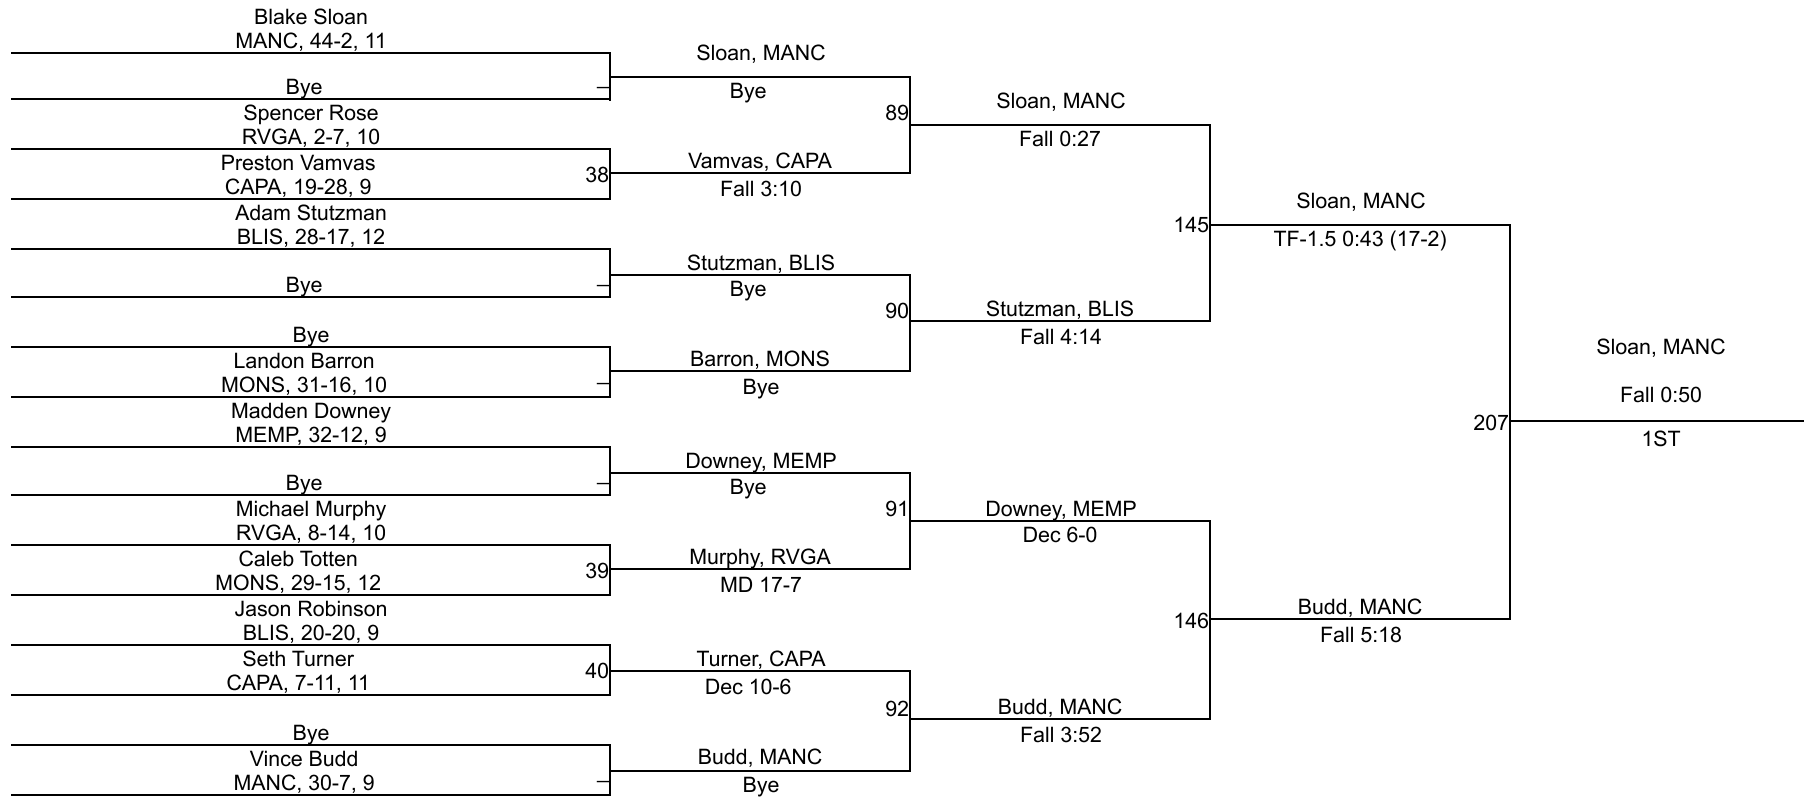 Blake Sloan
MANC, 44-2, 11
Bye
Spencer Rose
RVGA, 2-7, 10
Preston Vamvas
CAPA, 19-28, 9
38
Adam Stutzman
BLIS, 28-17, 12
Bye
Bye
Landon Barron
MONS, 31-16, 10
Madden Downey
MEMP, 32-12, 9
Bye
Michael Murphy
RVGA, 8-14, 10
Caleb Totten
MONS, 29-15, 12
39
Jason Robinson
BLIS, 20-20, 9
Seth Turner
CAPA, 7-11, 11
40
Bye
Vince Budd
MANC, 30-7, 9
Sloan, MANC
Bye
89
Vamvas, CAPA
Fall 3:10
Stutzman, BLIS
Bye
90
Barron, MONS
Bye
Downey, MEMP
Bye
91
Murphy, RVGA
MD 17-7
Turner, CAPA
Dec 10-6
92
Budd, MANC
Bye
Sloan, MANC
Fall 0:27
145
Stutzman, BLIS
Fall 4:14
Downey, MEMP
Dec 6-0
146
Budd, MANC
Fall 3:52
Sloan, MANC
TF-1.5 0:43 (17-2)
207
Budd, MANC
Fall 5:18
Sloan, MANC
Fall 0:50
1ST